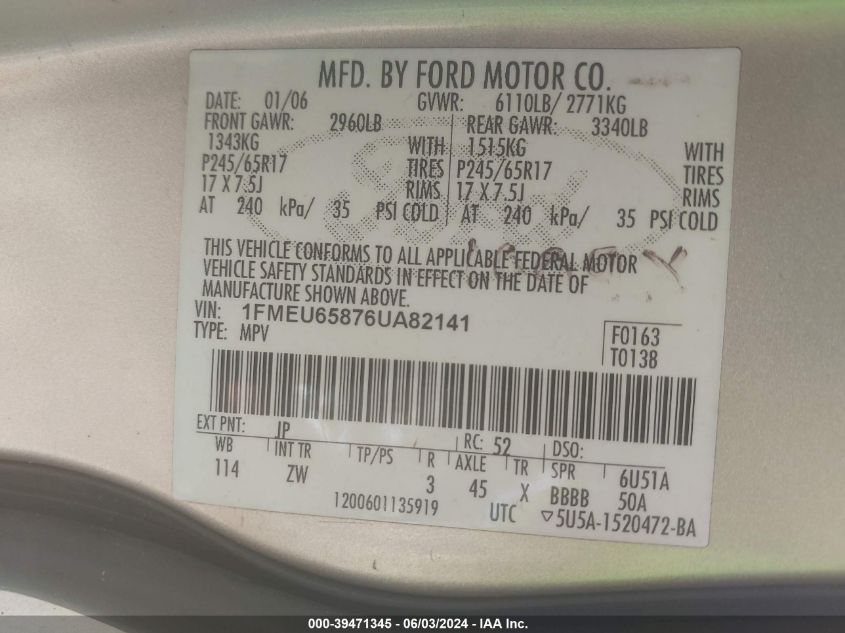 MFD. BY FORD MOTOR CO.
DATE: 01/06 GVWR: 6110LB/ 2771KG
FRONT GAWR: 2960LB REAR GAWR: 3340LB
1343KG WITH 1515KG WITH
P245/65R17 TIRES P245/65R17 TIRES
17 X 7.5J RIMS 17 X 7.5J RIMS
AT 240 kPa/ 35 PSI COLD AT 240 kPa/ 35 PSI COLD
THIS VEHICLE CONFORMS TO ALL APPLICABLE FEDERAL MOTOR
VEHICLE SAFETY STANDARDS IN EFFECT ON THE DATE OF
MANUFACTURE SHOWN ABOVE.
VIN: 1FMEU65876UA82141
TYPE: MPV
F0163
T0138
EXT PNT: JP RC: 52 DSO:
WB INT TR TP/PS R AXLE TR SPR 6U51A
114 ZW 3 45 X BBBB 50A
1200601135919 UTC ▽5U5A-1520472-BA
000-39471345 - 06/03/2024 - IAA Inc.